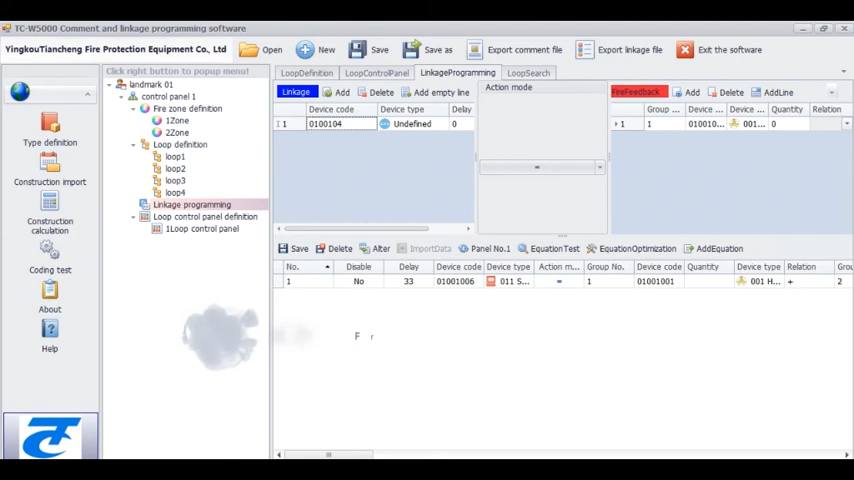 TC-W5000 Comment and linkage programming software
YingkouTiancheng Fire Protection Equipment Co., Ltd Open New Save Save as Export comment file Export linkage file Exit the software
Type definition
Construction import
Construction calculation
Coding test
About
Help
Click right button to popup menu!
landmark 01
control panel 1
Fire zone definition
1Zone
2Zone
Loop definition
loop1
loop2
loop3
loop4
Linkage programming
Loop control panel definition
1Loop control panel
LoopDefinition LoopControlPanel LinkageProgramming LoopSearch
Linkage Add Delete Add empty line
Device code Device type Delay
1 0100104 Undefined 0
Action mode
=
FireFeedback Add Delete AddLine
Group ... Device ... Device ... Quantity Relation
1 1 010010... 001... 0
Save Delete Alter ImportData Panel No.1 EquationTest EquationOptimization AddEquation
No. Disable Delay Device code Device type Action m... Group No. Device code Quantity Device type Relation Grou
1 No 33 01001006 011 S... = 1 01001001 001 H... + 2
F r